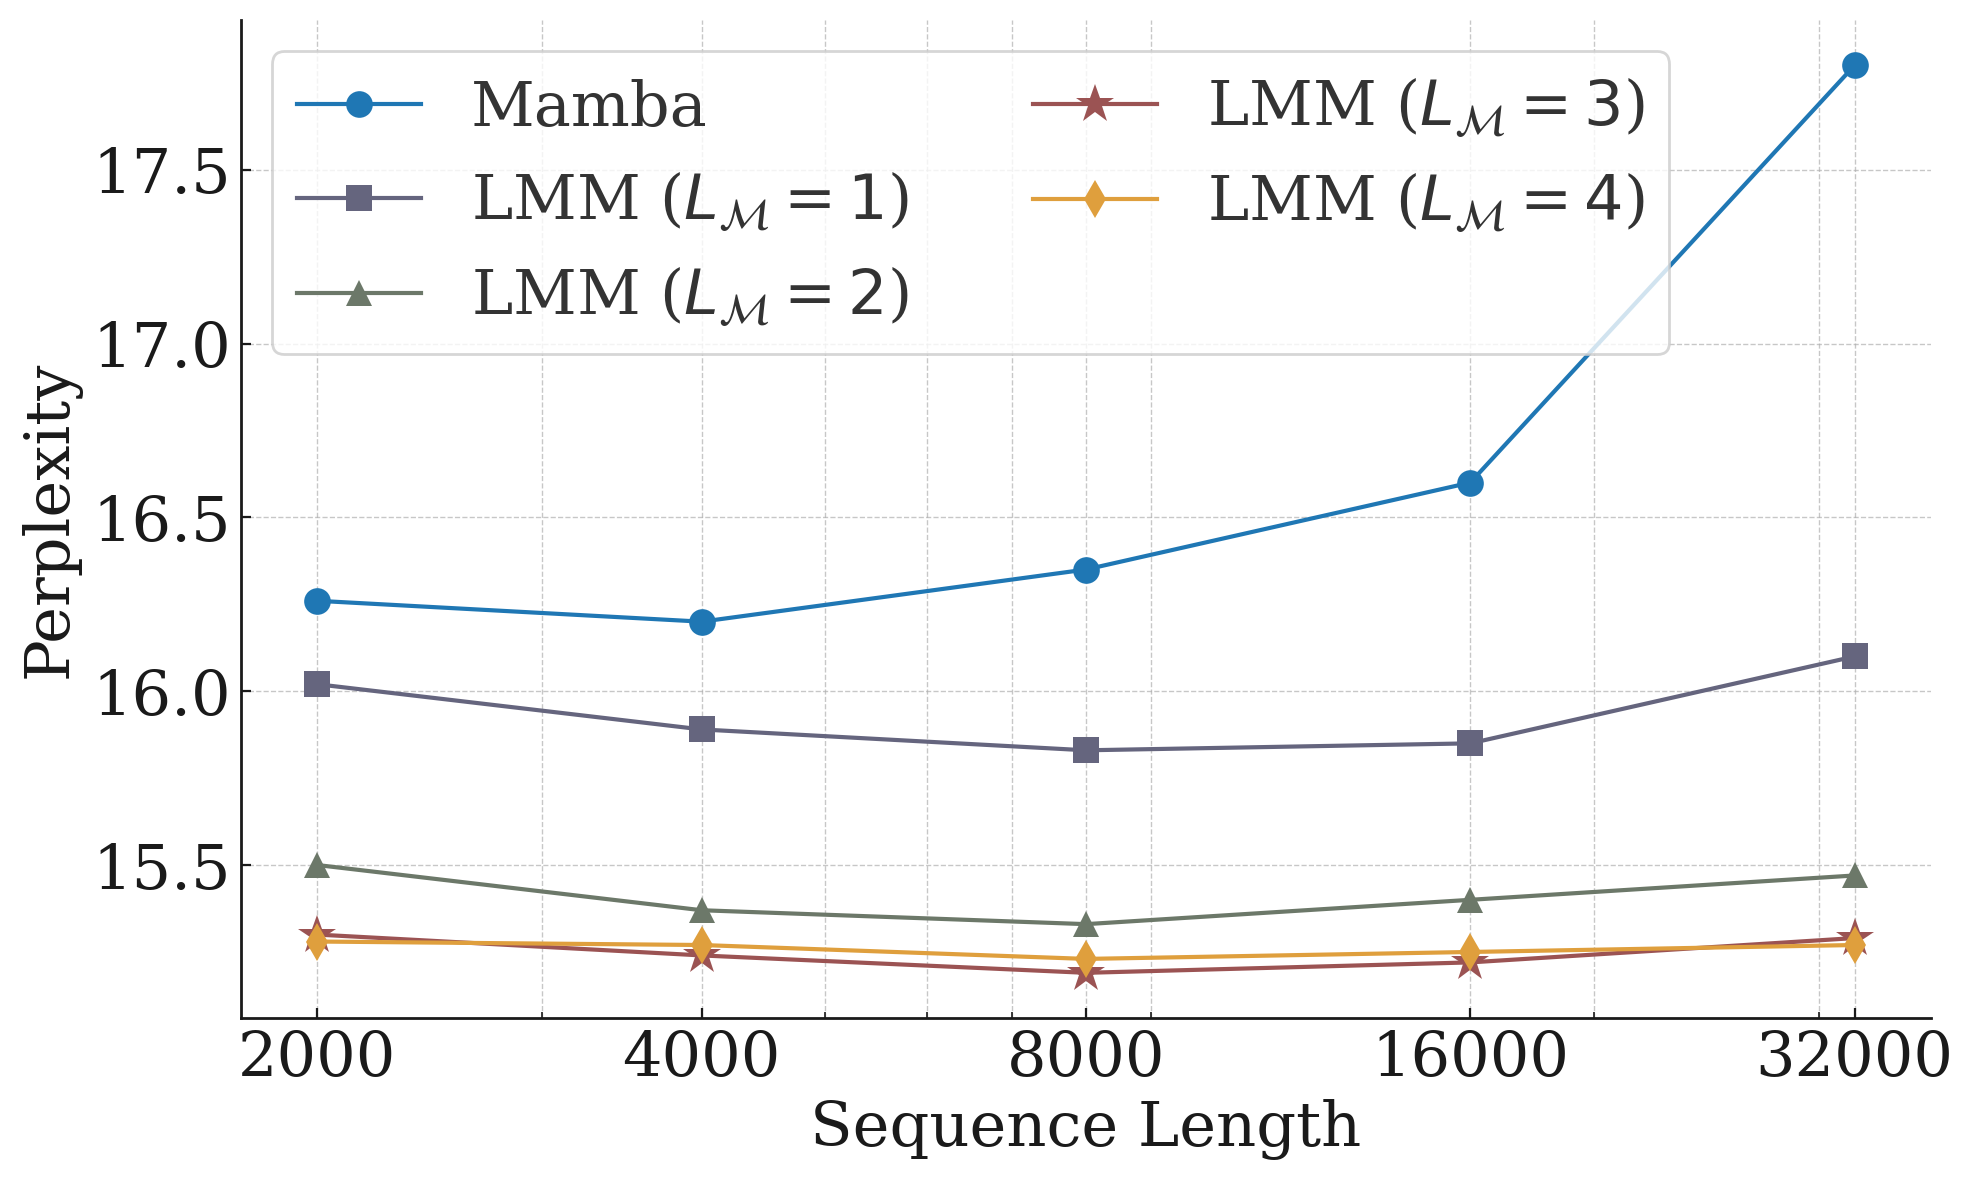 Mamba
LMM (L_ℳ = 1)
LMM (L_ℳ = 2)
LMM (L_ℳ = 3)
LMM (L_ℳ = 4)
17.5
17.0
16.5
16.0
15.5
Perplexity
2000 4000 8000 16000 32000
Sequence Length